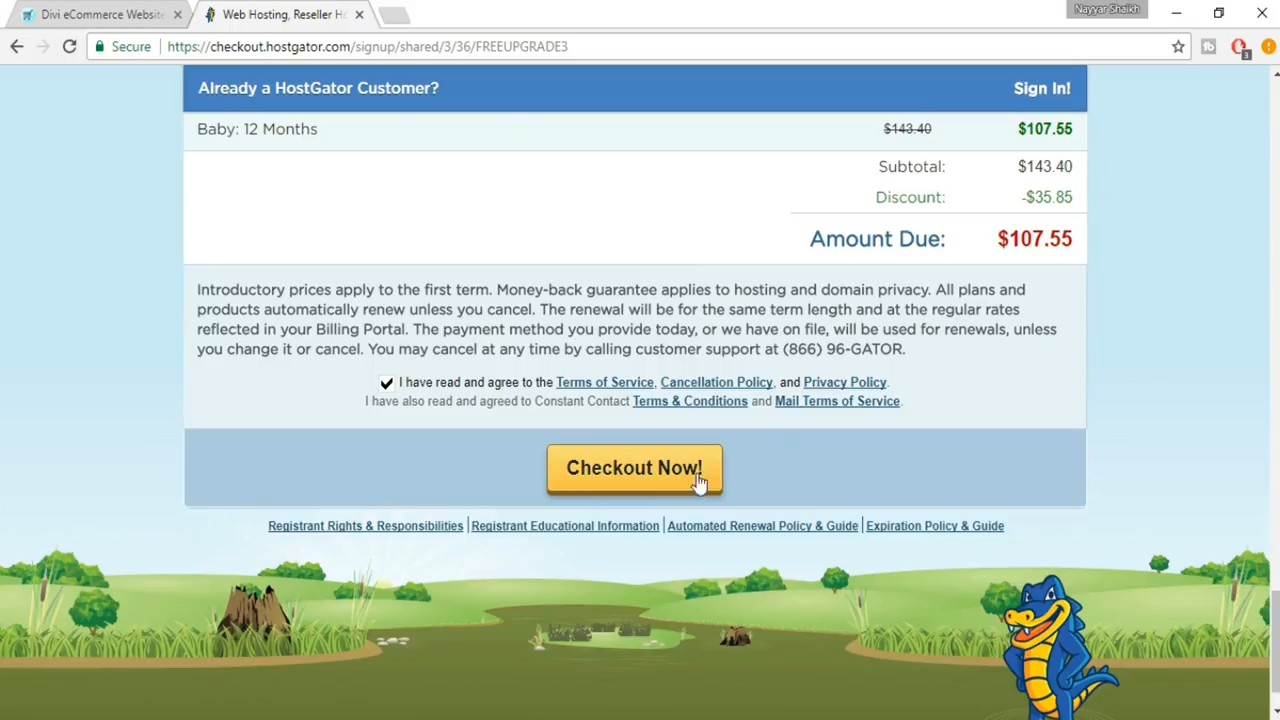 Divi eCommerce Website
Web Hosting, Reseller Ho
Nayyar Shaikh
Secure
https://checkout.hostgator.com/signup/shared/3/36/FREEUPGRADE3
3
Already a HostGator Customer?
Sign In!
Baby: 12 Months
$143.40
$107.55
Subtotal:
$143.40
Discount:
-$35.85
Amount Due:
$107.55
Introductory prices apply to the first term. Money-back guarantee applies to hosting and domain privacy. All plans and
products automatically renew unless you cancel. The renewal will be for the same term length and at the regular rates
reflected in your Billing Portal. The payment method you provide today, or we have on file, will be used for renewals, unless
you change it or cancel. You may cancel at any time by calling customer support at (866) 96-GATOR.
I have read and agree to the Terms of Service, Cancellation Policy, and Privacy Policy.
I have also read and agreed to Constant Contact Terms & Conditions and Mail Terms of Service.
Checkout Now!
Registrant Rights & Responsibilities | Registrant Educational Information | Automated Renewal Policy & Guide | Expiration Policy & Guide